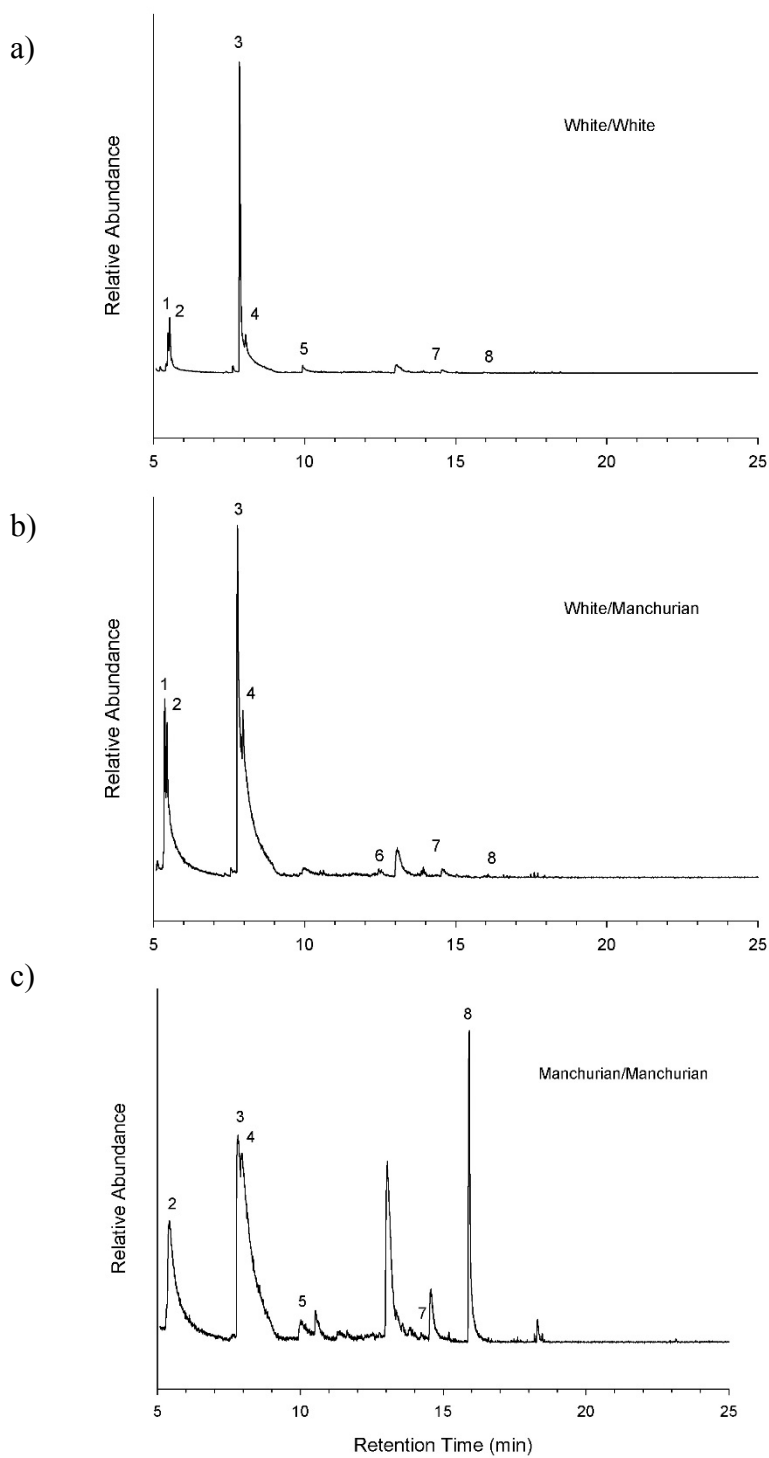 a)
3
White/White
Relative Abundance
1
2
4
5
7
8
5 10 15 20 25
b)
3
White/Manchurian
Relative Abundance
1
2
4
6
7
8
5 10 15 20 25
c)
8
Manchurian/Manchurian
Relative Abundance
3
4
2
5
7
5 10 15 20 25
Retention Time (min)